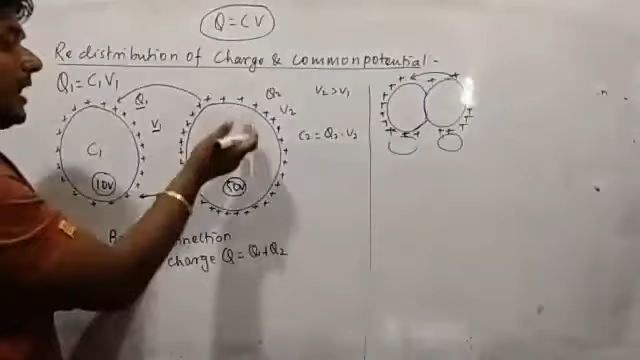 Q = CV
Redistribution of Charge & Common potential :-
Q₁ = C₁V₁
Q₁
Q₂
V₂ > V₁
V₂
V₁
C₂ = Q₂ · V₂
C₁
10V
50V
nnection
charge Q = Q₁ + Q₂